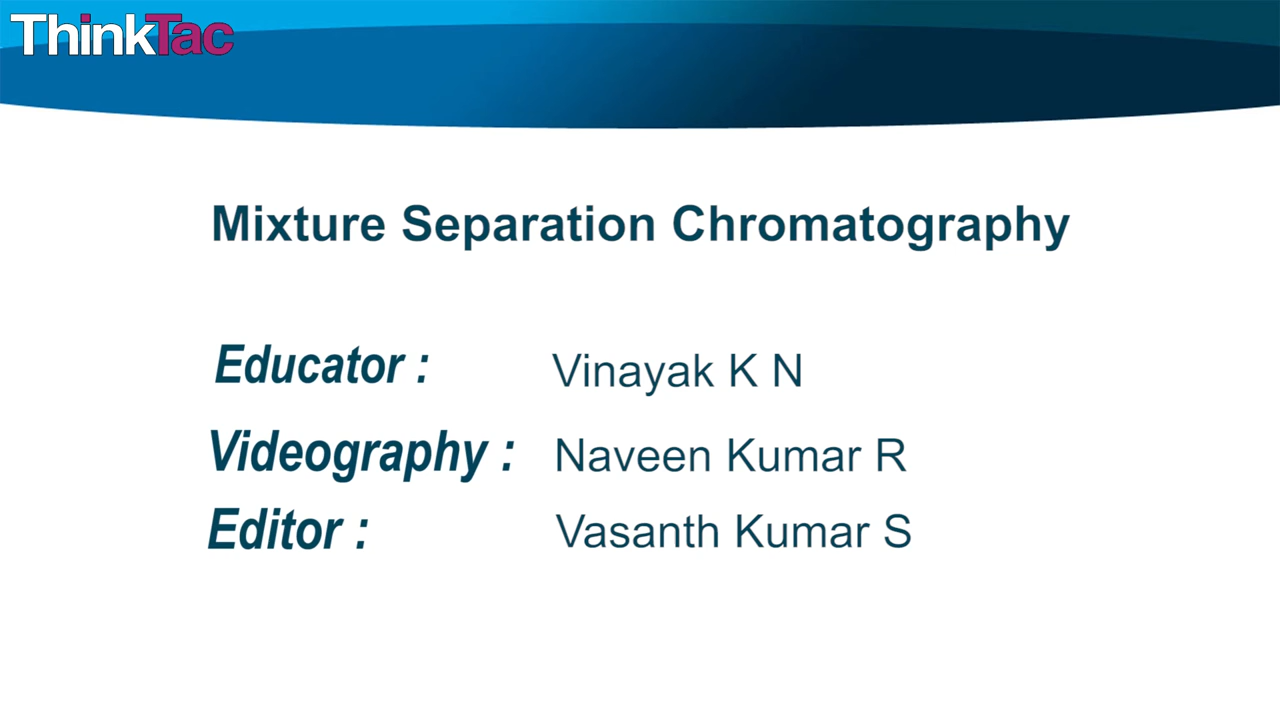 ThinkTac
Mixture Separation Chromatography
Educator : Vinayak K N
Videography : Naveen Kumar R
Editor : Vasanth Kumar S